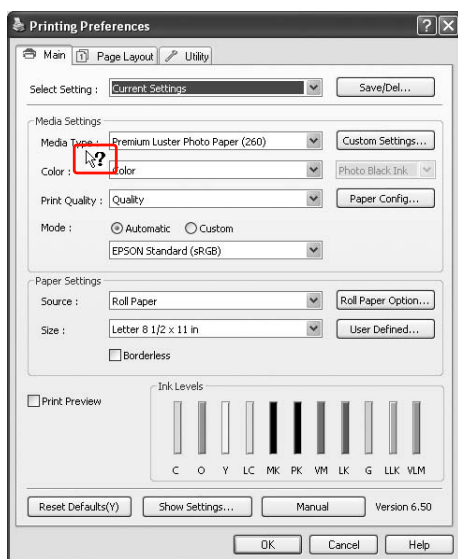 Printing Preferences
Main Page Layout Utility
Select Setting : Current Settings Save/Del...
Media Settings
Media Type : Premium Luster Photo Paper (260) Custom Settings...
Color : Color Photo Black Ink
Print Quality : Quality Paper Config...
Mode : Automatic Custom
EPSON Standard (sRGB)
Paper Settings
Source : Roll Paper Roll Paper Option...
Size : Letter 8 1/2 x 11 in User Defined...
Borderless
Print Preview
Ink Levels
C O Y LC MK PK VM LK G LLK VLM
Reset Defaults(Y) Show Settings... Manual Version 6.50
OK Cancel Help